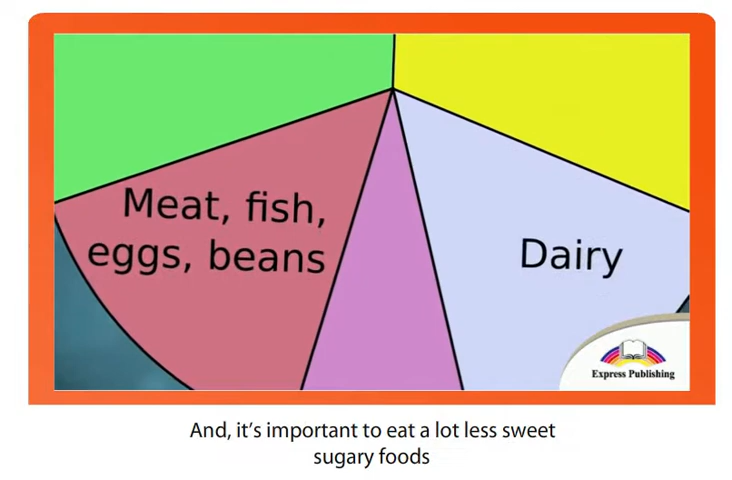 Meat, fish,
eggs, beans
Dairy
Express Publishing
And, it's important to eat a lot less sweet
sugary foods